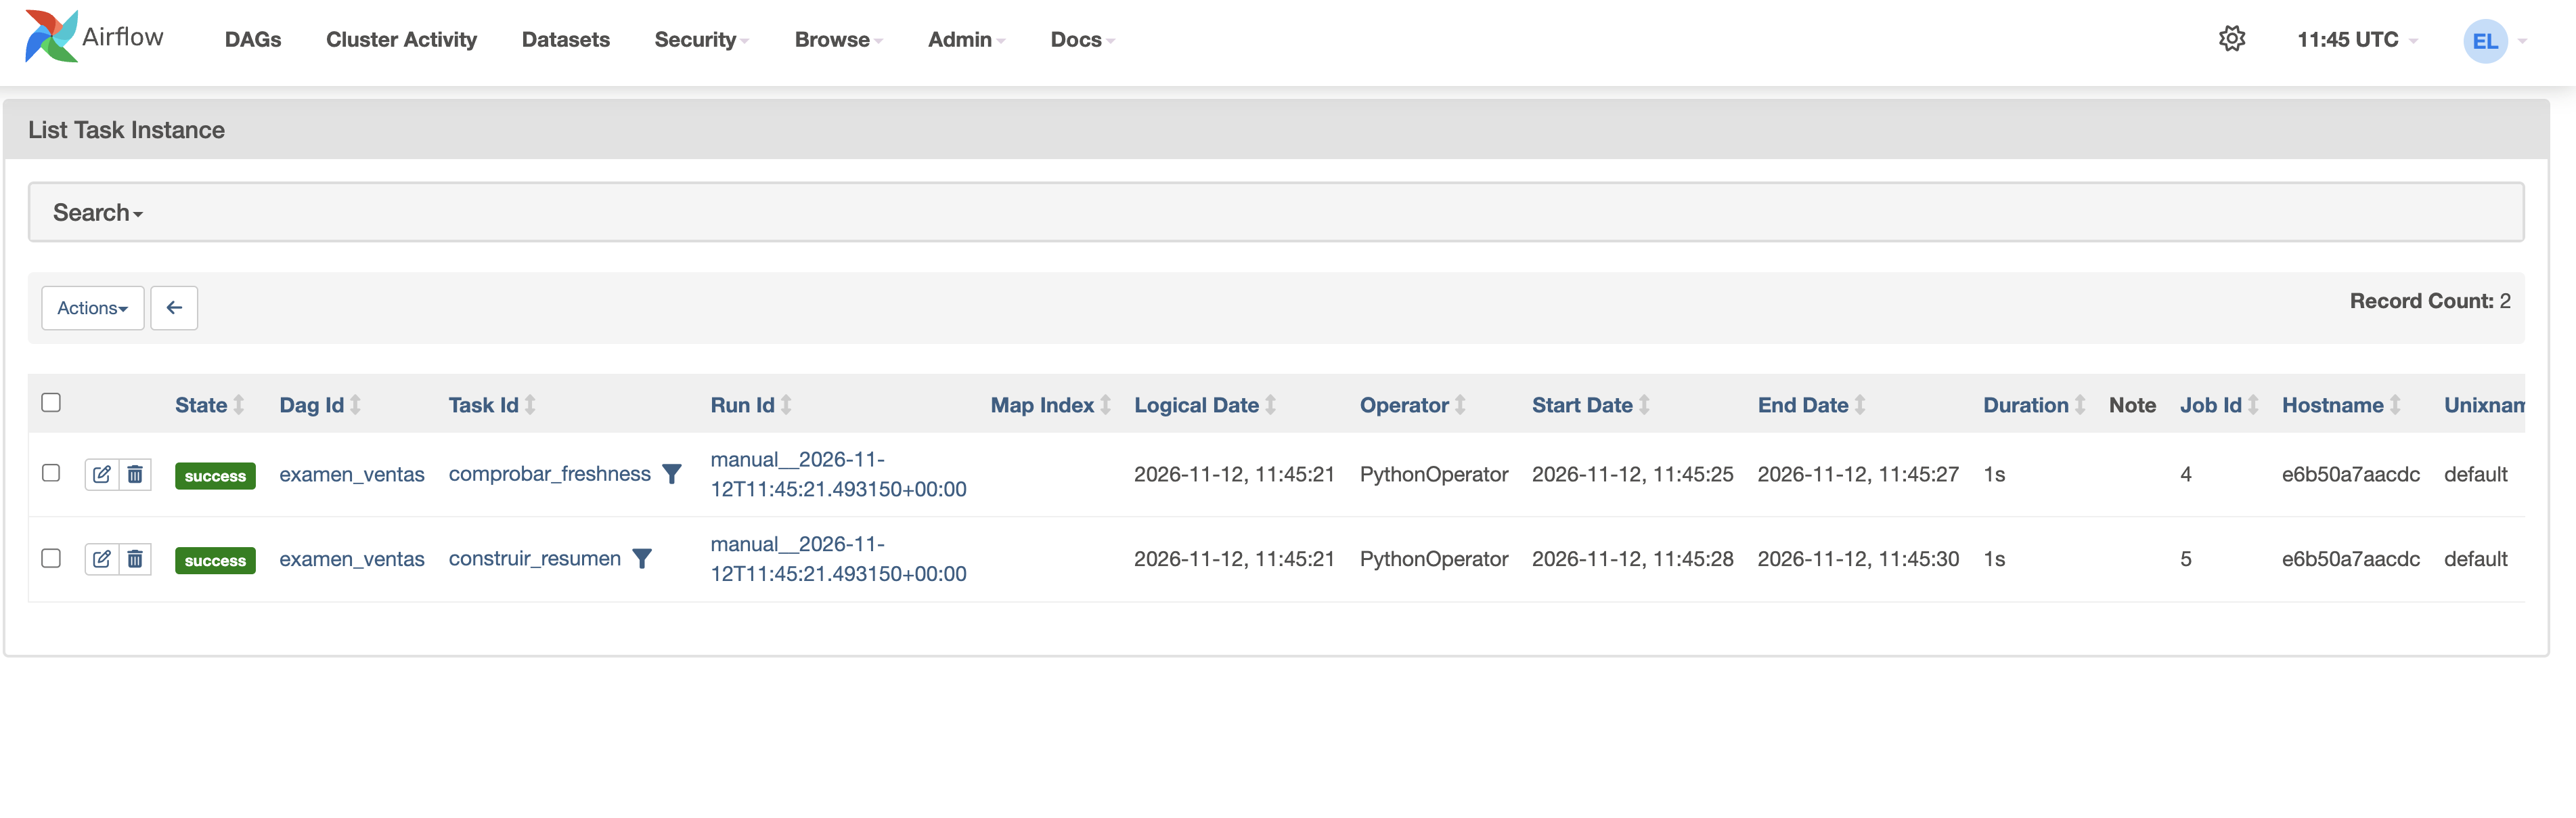 Airflow DAGs Cluster Activity Datasets Security Browse Admin Docs 11:45 UTC EL
List Task Instance
Search
Actions Record Count: 2
State Dag Id Task Id Run Id Map Index Logical Date Operator Start Date End Date Duration Note Job Id Hostname Unixnam
success examen_ventas comprobar_freshness manual__2026-11-
12T11:45:21.493150+00:00 2026-11-12, 11:45:21 PythonOperator 2026-11-12, 11:45:25 2026-11-12, 11:45:27 1s 4 e6b50a7aacdc default
success examen_ventas construir_resumen manual__2026-11-
12T11:45:21.493150+00:00 2026-11-12, 11:45:21 PythonOperator 2026-11-12, 11:45:28 2026-11-12, 11:45:30 1s 5 e6b50a7aacdc default